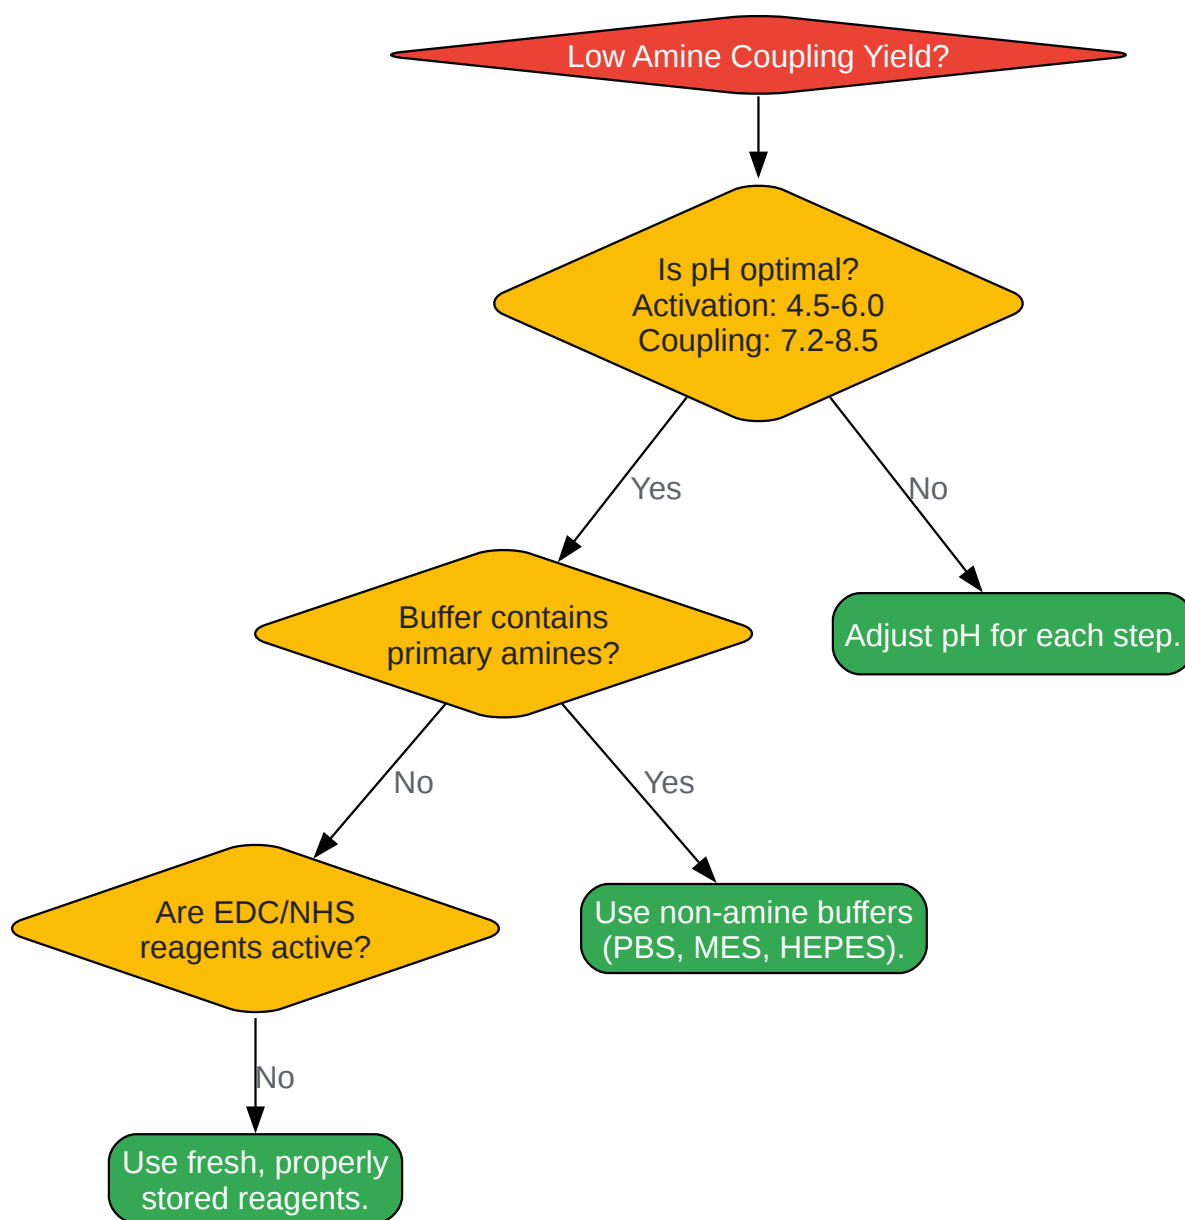 Low Amine Coupling Yield?
Is pH optimal?
Activation: 4.5-6.0
Coupling: 7.2-8.5
Yes
No
Buffer contains
primary amines?
Adjust pH for each step.
No
Yes
Are EDC/NHS
reagents active?
Use non-amine buffers
(PBS, MES, HEPES).
No
Use fresh, properly
stored reagents.